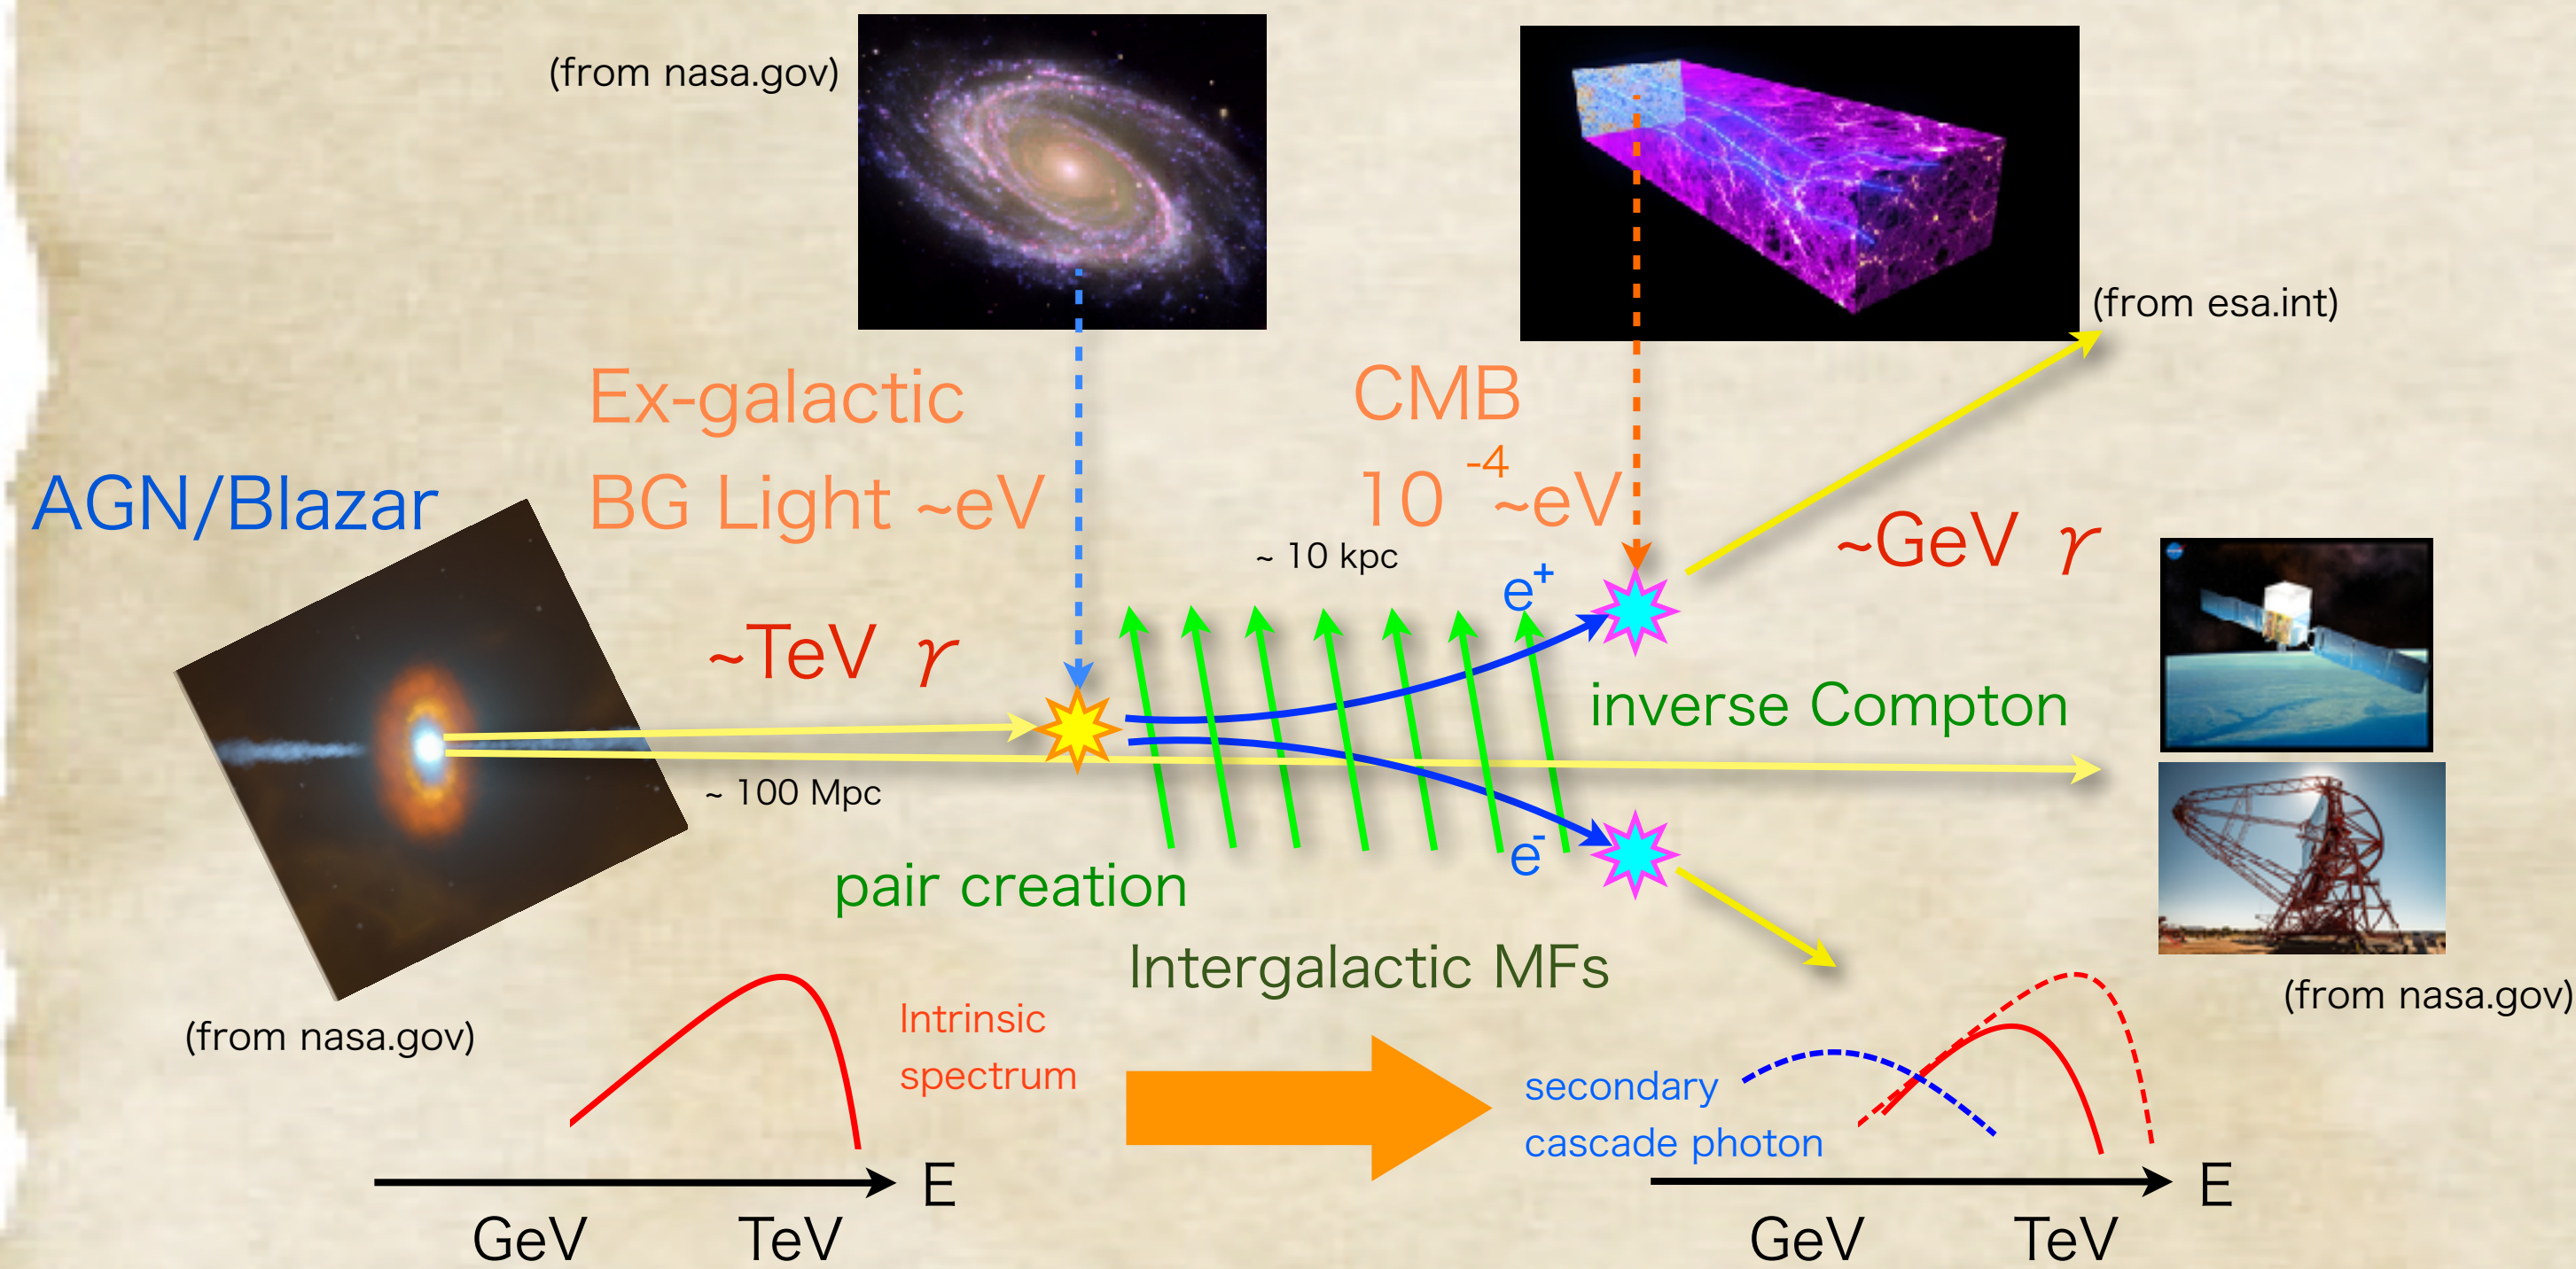 (from nasa.gov)
(from esa.int)
Ex-galactic
BG Light ~eV
CMB
10 -4 ~eV
AGN/Blazar
~ 10 kpc
e+
~GeV γ
~TeV γ
inverse Compton
~ 100 Mpc
e-
pair creation
Intergalactic MFs
(from nasa.gov)
(from nasa.gov)
Intrinsic
spectrum
secondary
cascade photon
E
GeV TeV
E
GeV TeV